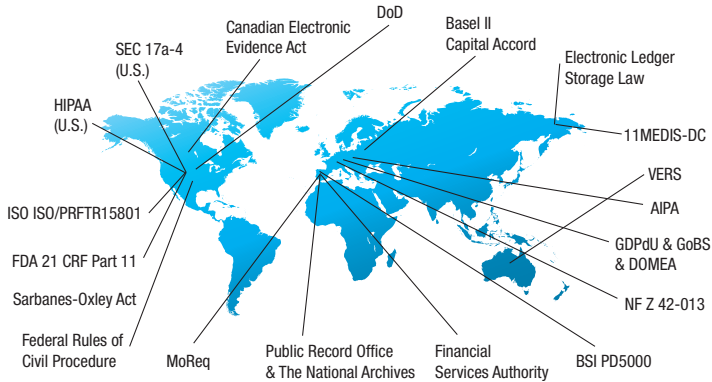 DoD
Canadian Electronic
Evidence Act
Basel II
Capital Accord
SEC 17a-4
(U.S.)
Electronic Ledger
Storage Law
HIPAA
(U.S.)
11MEDIS-DC
VERS
AIPA
ISO ISO/PRFTR15801
GDPdU & GoBS
& DOMEA
FDA 21 CRF Part 11
Sarbanes-Oxley Act
NF Z 42-013
Federal Rules of
Civil Procedure
MoReq
Public Record Office
& The National Archives
Financial
Services Authority
BSI PD5000